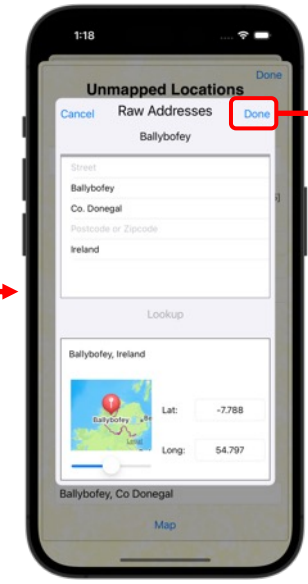 1:18
Done
Unmapped Locations
Cancel Raw Addresses Done
Ballybofey
Street
Ballybofey
Co. Donegal
Postcode or Zipcode
Ireland
Lookup
Ballybofey, Ireland
Ballybofey
Lat: -7.788
Long: 54.797
Ballybofey, Co Donegal
Map